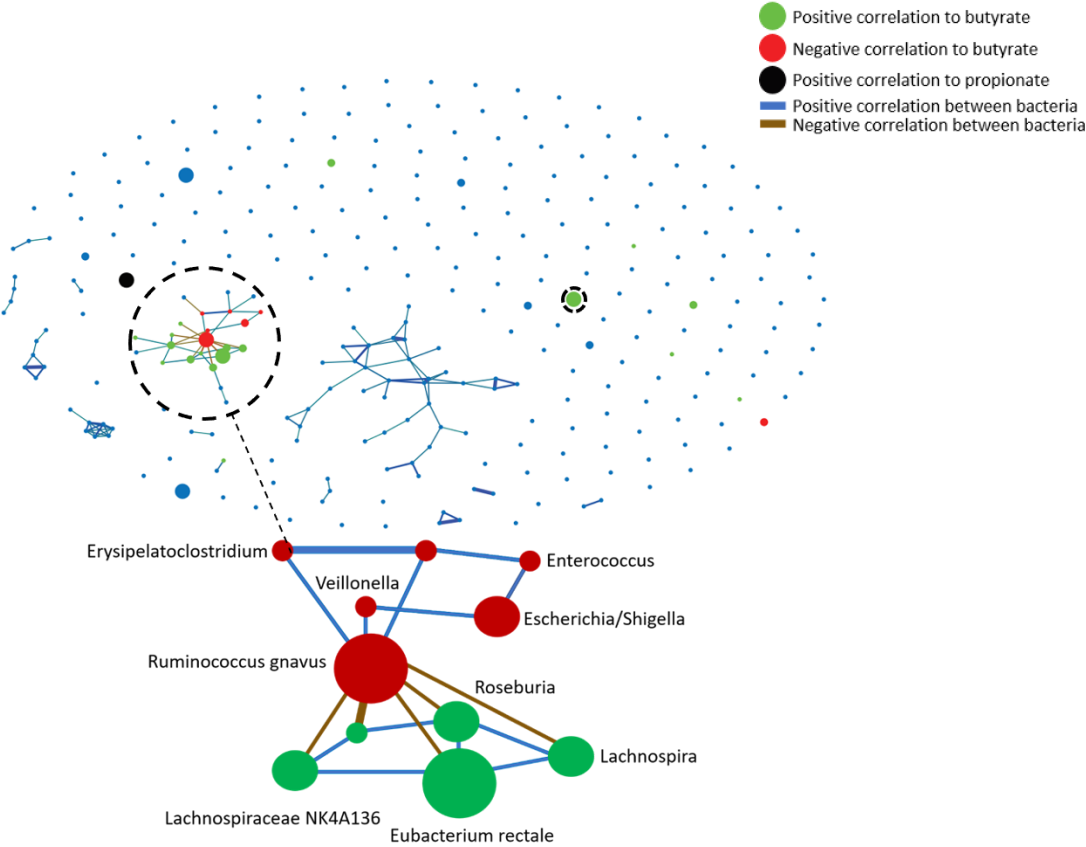 Positive correlation to butyrate
Negative correlation to butyrate
Positive correlation to propionate
Positive correlation between bacteria
Negative correlation between bacteria
Erysipelatoclostridium
Enterococcus
Veillonella
Escherichia/Shigella
Ruminococcus gnavus
Roseburia
Lachnospira
Lachnospiraceae NK4A136
Eubacterium rectale